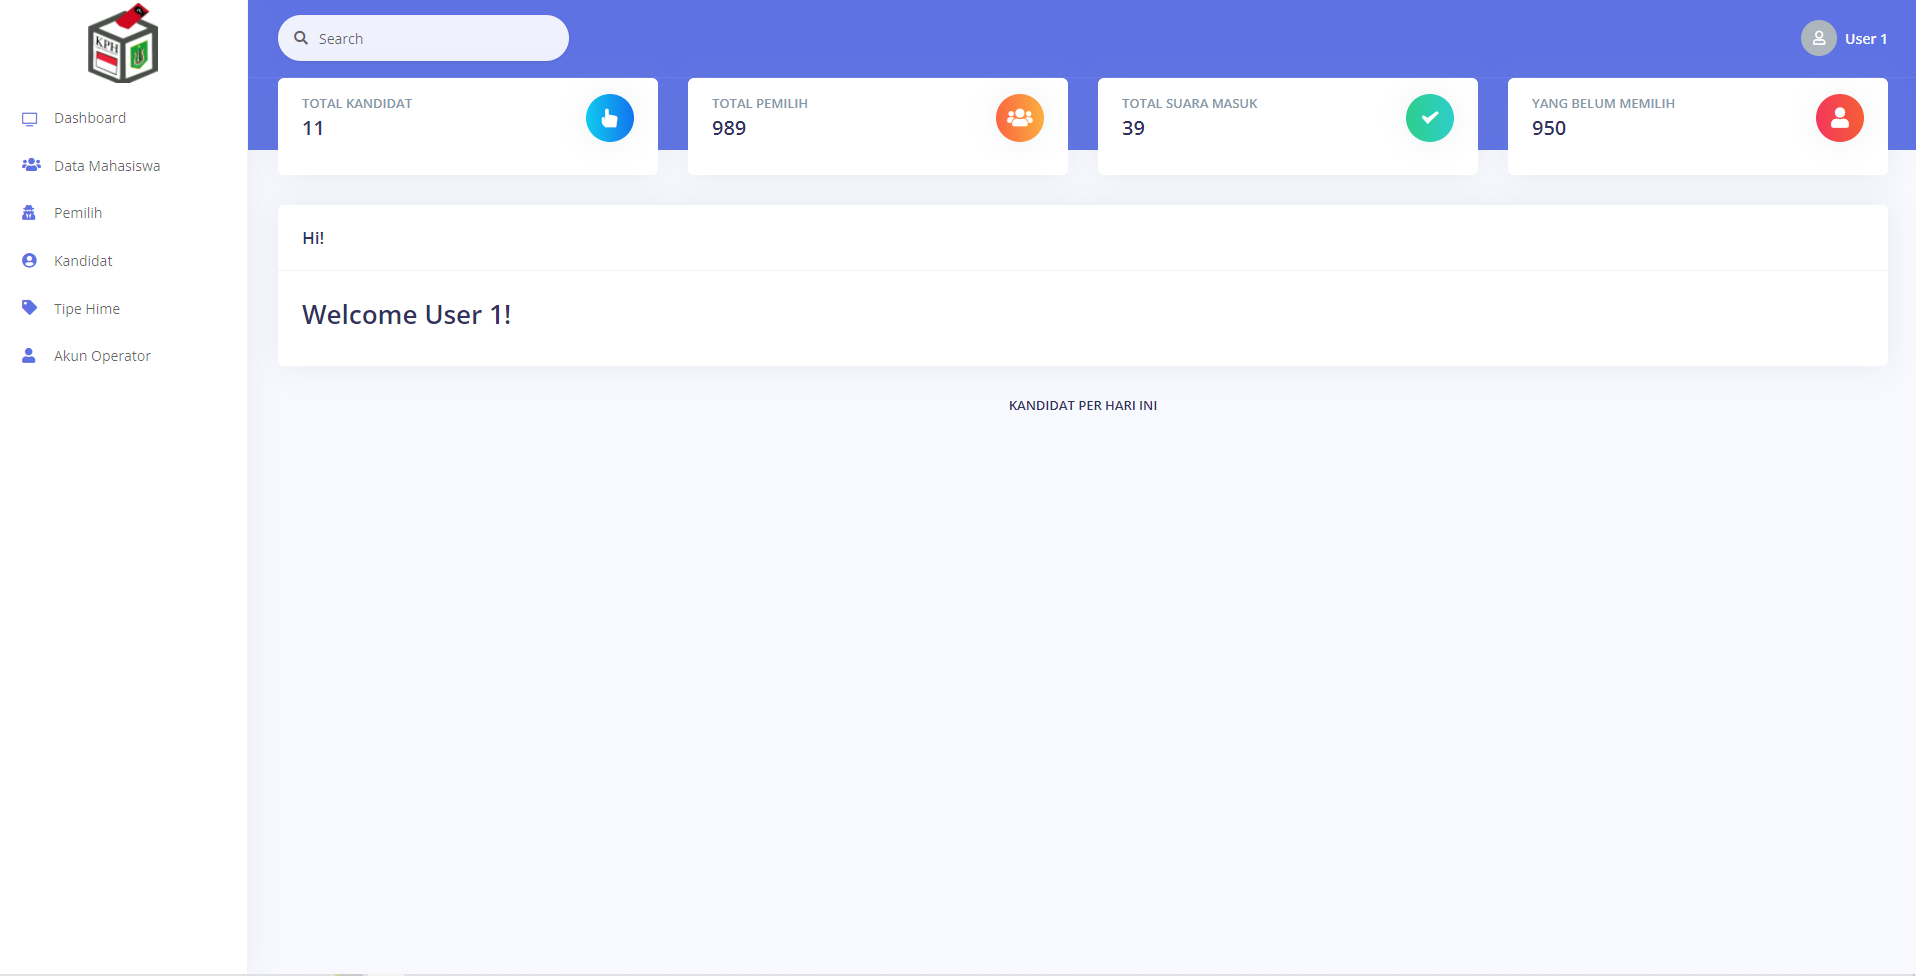 KPH
Search
User 1
Dashboard
Data Mahasiswa
Pemilih
Kandidat
Tipe Hime
Akun Operator
TOTAL KANDIDAT
11
TOTAL PEMILIH
989
TOTAL SUARA MASUK
39
YANG BELUM MEMILIH
950
Hi!
Welcome User 1!
KANDIDAT PER HARI INI